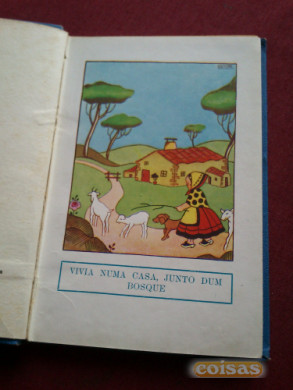 VIVIA NUMA CASA, JUNTO DUM
BOSQUE
coisas